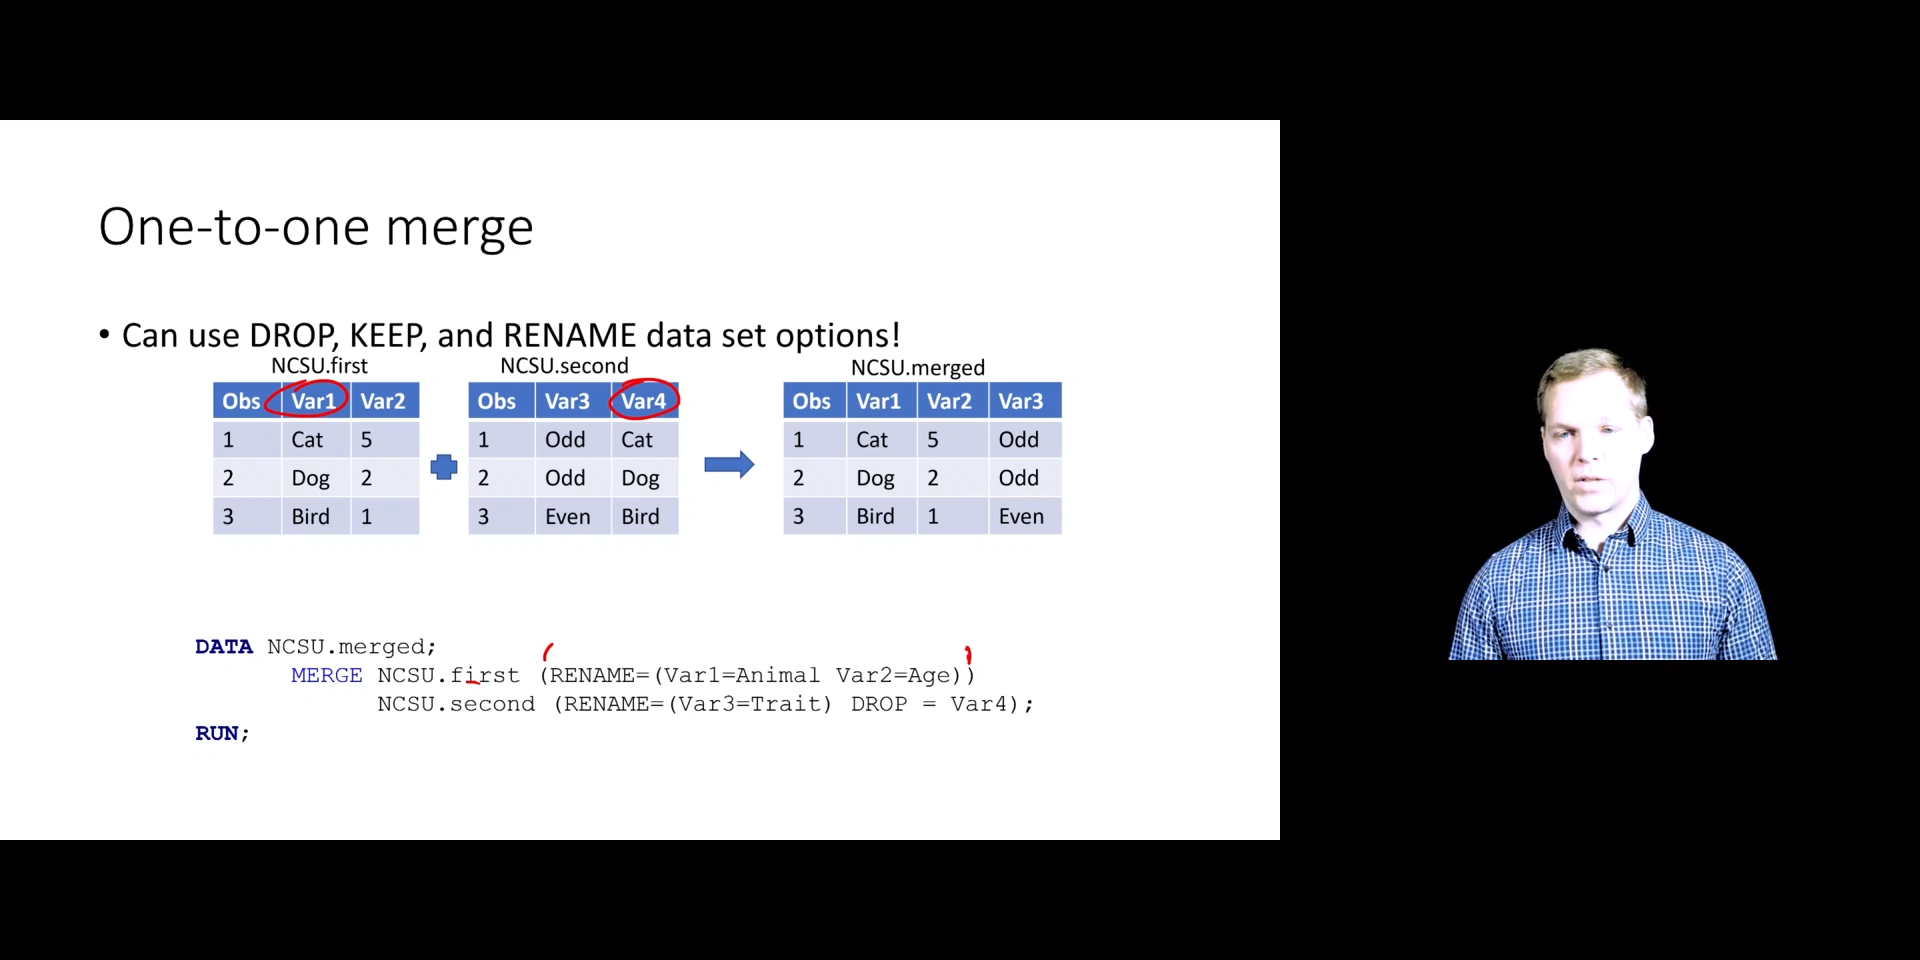 One-to-one merge
• Can use DROP, KEEP, and RENAME data set options!
NCSU.first NCSU.second NCSU.merged
Obs Var1 Var2 Obs Var3 Var4 Obs Var1 Var2 Var3
1 Cat 5 1 Odd Cat 1 Cat 5 Odd
2 Dog 2 2 Odd Dog 2 Dog 2 Odd
3 Bird 1 3 Even Bird 3 Bird 1 Even
DATA NCSU.merged;
MERGE NCSU.first (RENAME=(Var1=Animal Var2=Age))
NCSU.second (RENAME=(Var3=Trait) DROP = Var4);
RUN;